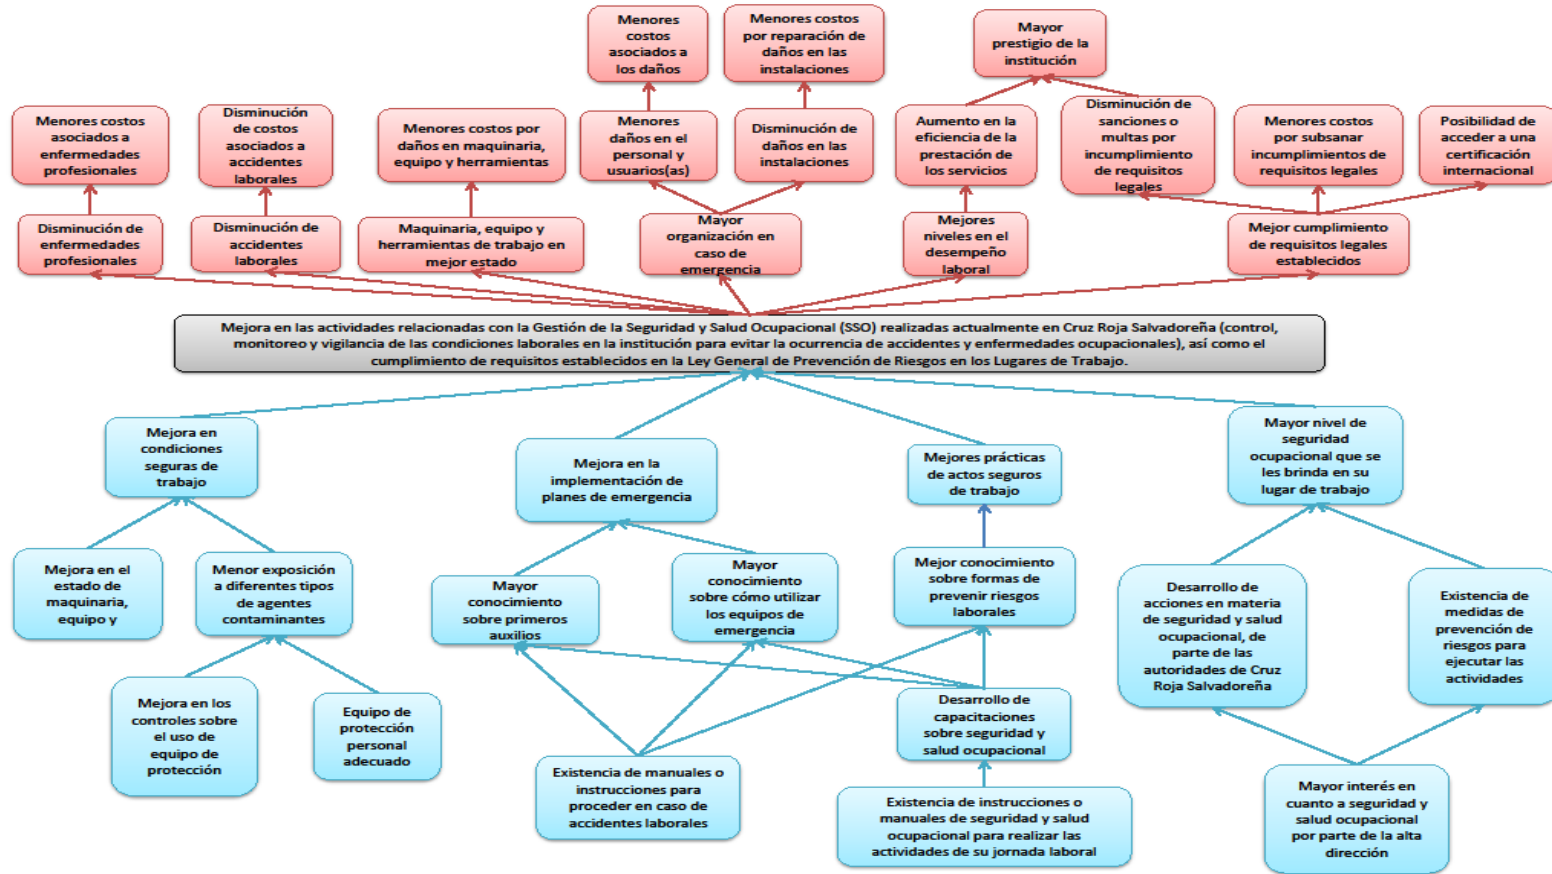 Menores
costos
asociados a
los daños
Menores costos
por reparación de
daños en las
instalaciones
Mayor
prestigio de la
institución
Menores costos
asociados a
enfermedades
profesionales
Disminución
de costos
asociados a
accidentes
laborales
Menores costos por
daños en maquinaria,
equipo y herramientas
Menores
daños en el
personal y
usuarios(as)
Disminución de
daños en las
instalaciones
Aumento en la
eficiencia de la
prestación de
los servicios
Disminución de
sanciones o
multas por
incumplimiento
de requisitos
legales
Menores costos
por subsanar
incumplimientos de
requisitos legales
Posibilidad de
acceder a una
certificación
internacional
Disminución de
enfermedades
profesionales
Disminución de
accidentes
laborales
Maquinaria, equipo y
herramientas de trabajo en
mejor estado
Mayor
organización en
caso de
emergencia
Mejores
niveles en el
desempeño
laboral
Mejor cumplimiento
de requisitos legales
establecidos
Mejora en las actividades relacionadas con la Gestión de la Seguridad y Salud Ocupacional (SSO) realizadas actualmente en Cruz Roja Salvadoreña (control,
monitoreo y vigilancia de las condiciones laborales en la institución para evitar la ocurrencia de accidentes y enfermedades ocupacionales), así como el
cumplimiento de requisitos establecidos en la Ley General de Prevención de Riesgos en los Lugares de Trabajo.
Mejora en
condiciones
seguras de
trabajo
Mejora en la
implementación de
planes de emergencia
Mejores prácticas
de actos seguros
de trabajo
Mayor nivel de
seguridad
ocupacional que se
les brinda en su
lugar de trabajo
Mejora en el
estado de
maquinaria,
equipo y
Menor exposición
a diferentes tipos
de agentes
contaminantes
Mayor
conocimiento
sobre primeros
auxilios
Mayor
conocimiento
sobre cómo utilizar
los equipos de
emergencia
Mejor conocimiento
sobre formas de
prevenir riesgos
laborales
Desarrollo de
acciones en materia
de seguridad y salud
ocupacional, de
parte de las
autoridades de Cruz
Roja Salvadoreña
Existencia de
medidas de
prevención de
riesgos para
ejecutar las
actividades
Mejora en los
controles sobre
el uso de
equipo de
protección
Equipo de
protección
personal
adecuado
Existencia de manuales o
instrucciones para
proceder en caso de
accidentes laborales
Desarrollo de
capacitaciones
sobre seguridad y
salud ocupacional
Existencia de instrucciones o
manuales de seguridad y salud
ocupacional para realizar las
actividades de su jornada laboral
Mayor interés en
cuanto a seguridad y
salud ocupacional
por parte de la alta
dirección